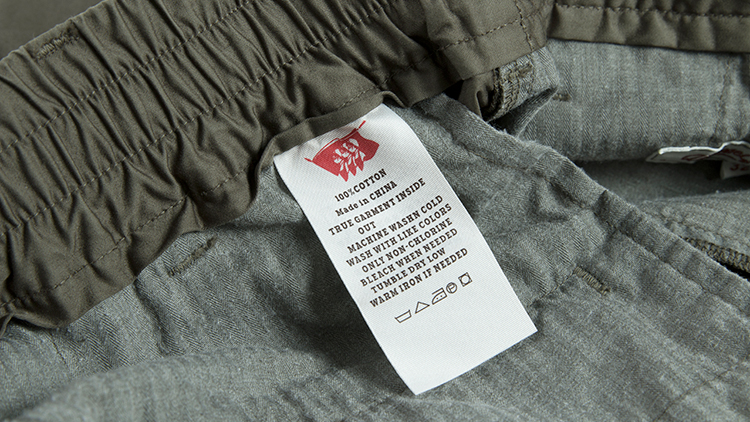 100%COTTON
Made in CHINA
TRUE GARMENT INSIDE
OUT
MACHINE WASHN COLD
WASH WITH LIKE COLORS
ONLY NON-CHLORINE
BLEACH WHEN NEEDED
TUMBLE DRY LOW
WARM IRON IF NEEDED